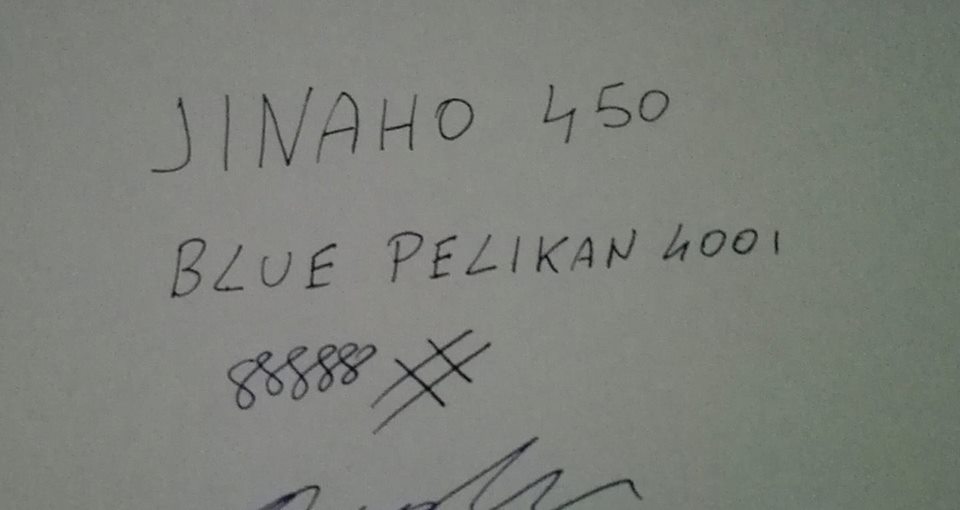 JINAHO 450
BLUE PELIKAN 4001
88888 #